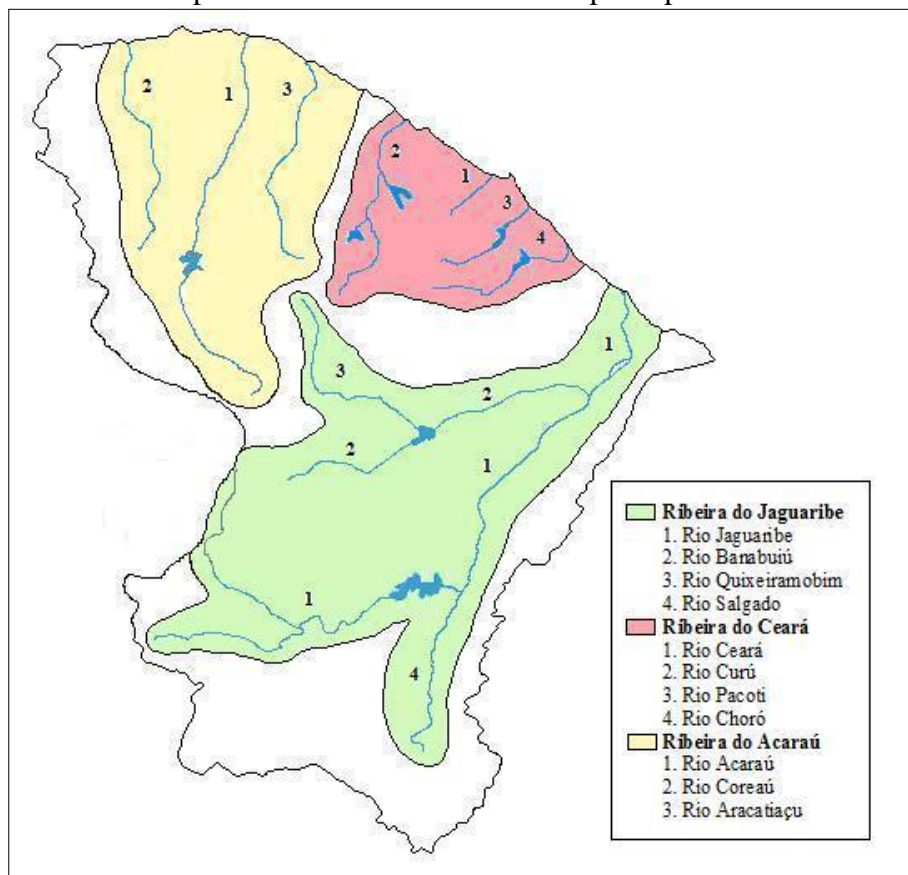 2
1
3
2
1
3
4
1
3
2
2
1
1
4
Ribeira do Jaguaribe
1. Rio Jaguaribe
2. Rio Banabuiú
3. Rio Quixeiramobim
4. Rio Salgado
Ribeira do Ceará
1. Rio Ceará
2. Rio Curú
3. Rio Pacoti
4. Rio Choró
Ribeira do Acaraú
1. Rio Acaraú
2. Rio Coreaú
3. Rio Aracatiaçu